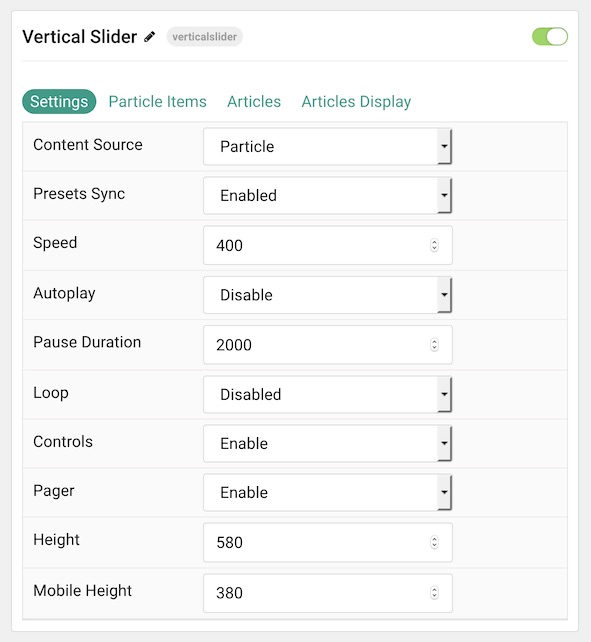 Vertical Slider verticalslider
Settings Particle Items Articles Articles Display
Content Source Particle
Presets Sync Enabled
Speed 400
Autoplay Disable
Pause Duration 2000
Loop Disabled
Controls Enable
Pager Enable
Height 580
Mobile Height 380